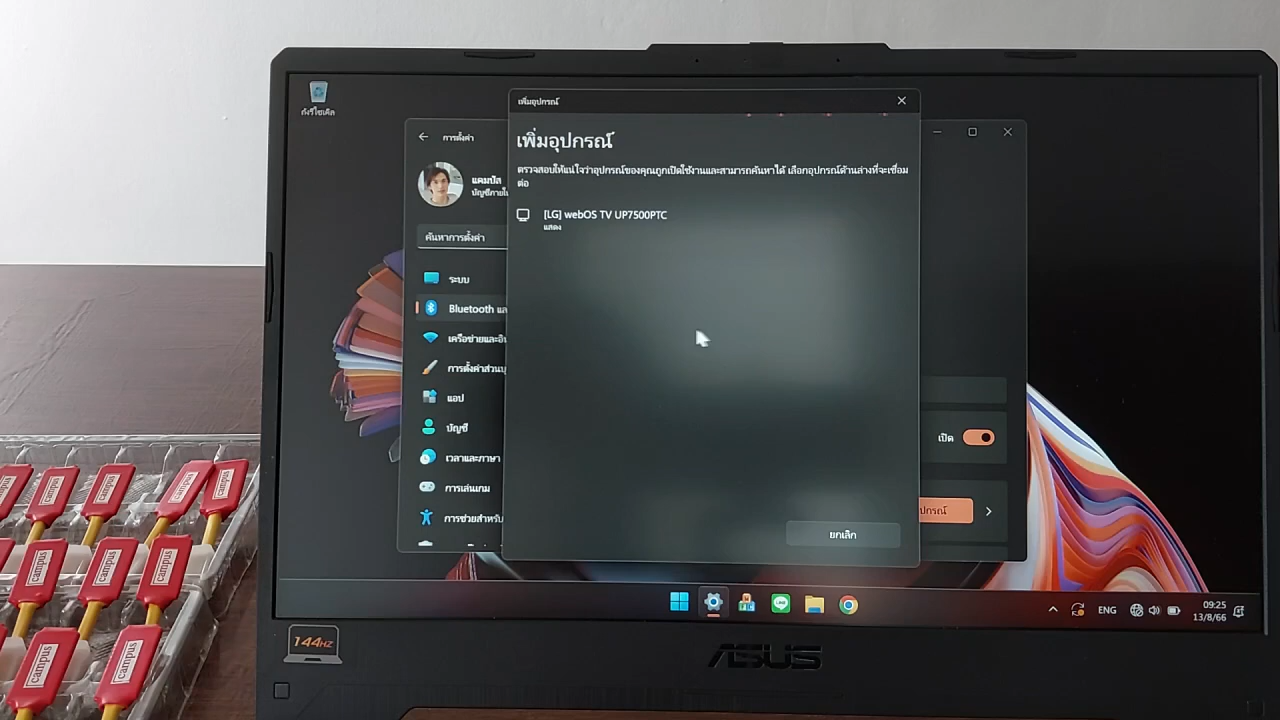 ถังรีไซเคิล
เพิ่มอุปกรณ์
เพิ่มอุปกรณ์
ตรวจสอบให้แน่ใจว่าอุปกรณ์ของคุณถูกเปิดใช้งานและสามารถค้นหาได้ เลือกอุปกรณ์ด้านล่างที่จะเชื่อม
ต่อ
[LG] webOS TV UP7500PTC
แสดง
ยกเลิก
การตั้งค่า
แคมปัส
ค้นหาการตั้งค่า
ระบบ
Bluetooth
แอป
บัญชี
เวลาและภาษา
การเล่นเกม
เปิด
ENG
09:25
13/8/66
144HZ
ASUS
campus
campus
campus
campus
campus
campus
campus
campus
campus